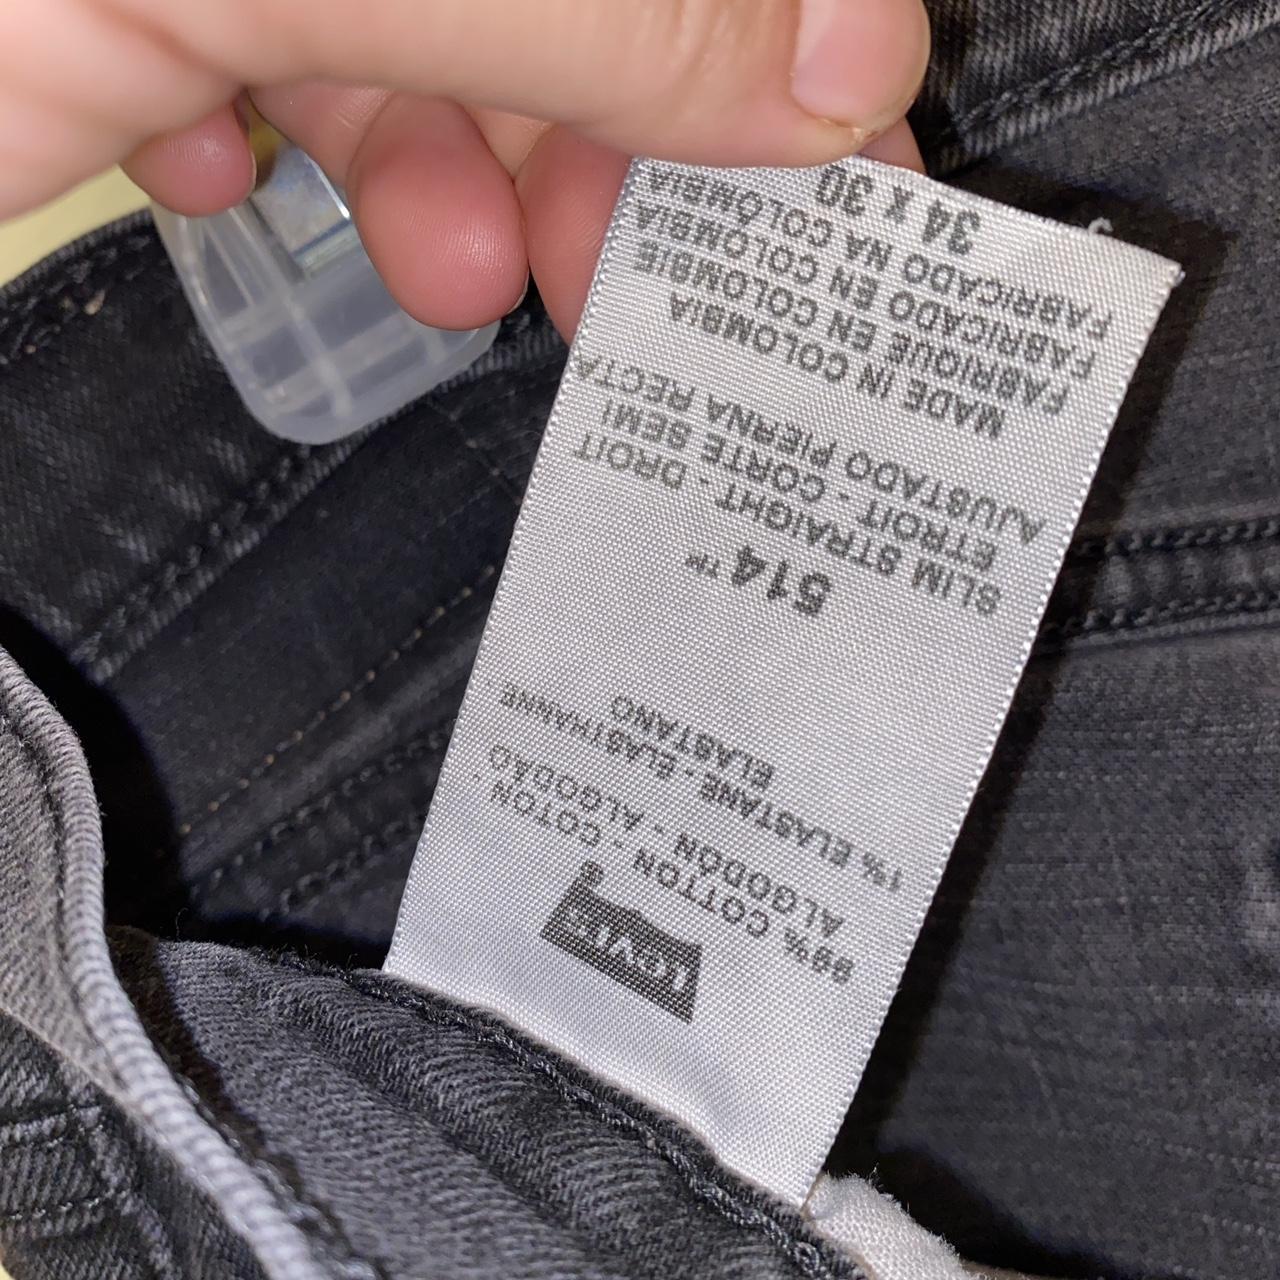 LEVI'S®
99% COTTON - COTON
ALGODÓN - ALGODÃO
1% ELASTANE - ELASTHANNE
ELASTANO
514™
SLIM STRAIGHT - DROIT
ETROIT - CORTE SEMI
AJUSTADO PIERNA RECTA
MADE IN COLOMBIA
FABRIQUE EN COLOMBIE
FABRICADO EN COLOMBIA
FABRICADO NA COLÔMBIA
34 X 30